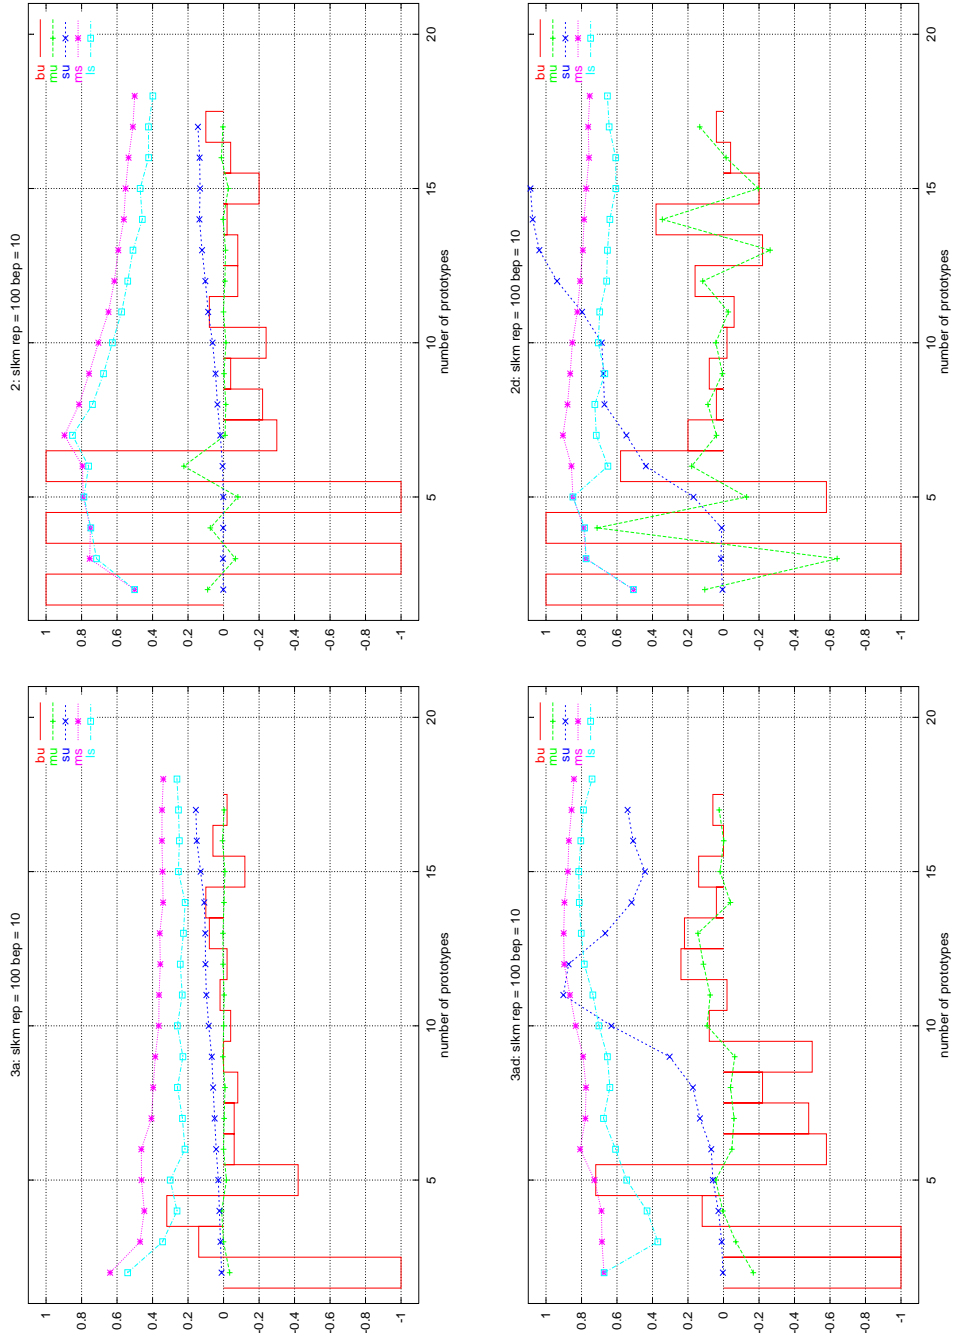 3a: slkm rep = 100 bep = 10
bu
mu
su
ms
ls
1
0.8
0.6
0.4
0.2
0
-0.2
-0.4
-0.6
-0.8
-1
5
10
15
20
number of prototypes
2: slkm rep = 100 bep = 10
bu
mu
su
ms
ls
1
0.8
0.6
0.4
0.2
0
-0.2
-0.4
-0.6
-0.8
-1
5
10
15
20
number of prototypes
3ad: slkm rep = 100 bep = 10
bu
mu
su
ms
ls
1
0.8
0.6
0.4
0.2
0
-0.2
-0.4
-0.6
-0.8
-1
5
10
15
20
number of prototypes
2d: slkm rep = 100 bep = 10
bu
mu
su
ms
ls
1
0.8
0.6
0.4
0.2
0
-0.2
-0.4
-0.6
-0.8
-1
5
10
15
20
number of prototypes